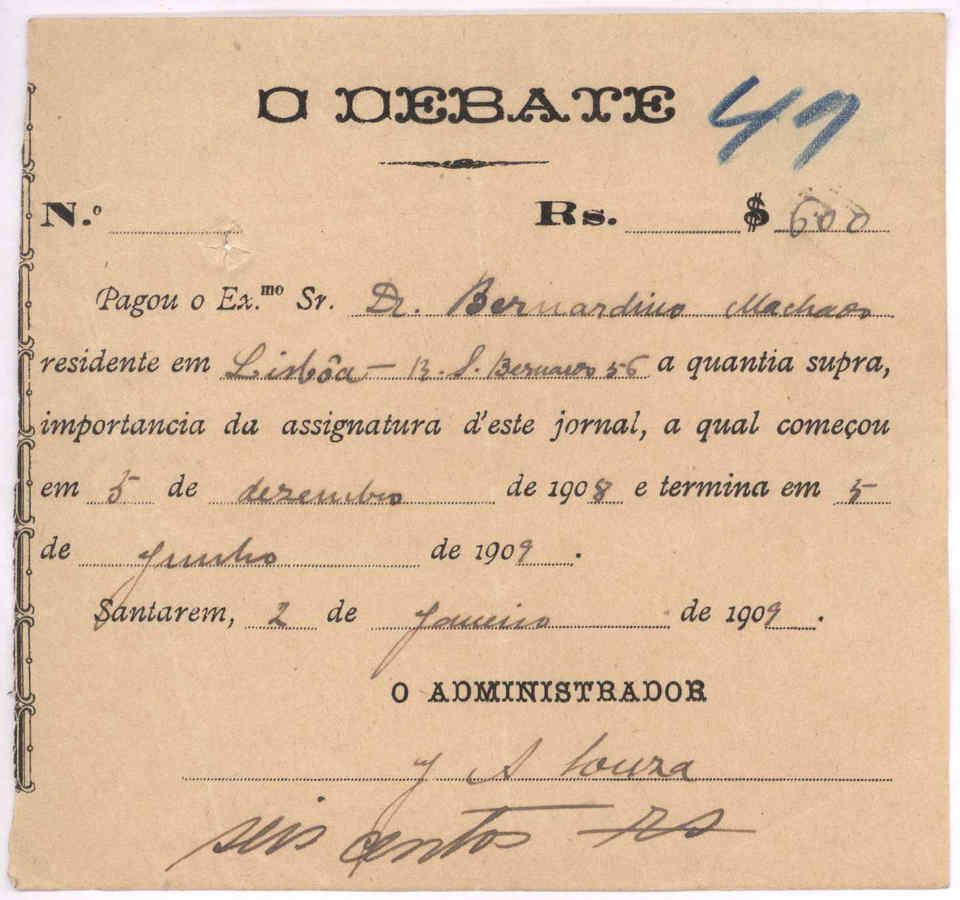 O DEBATE 47
N.º Rs. $ 600
Pagou o Ex.mo Sr. Dr. Bernardino Machado
residente em Lisbôa - R. S. Bernardo 56 a quantia supra,
importancia da assignatura d'este jornal, a qual começou
em 5 de dezembro de 1908 e termina em 5
de junho de 1909.
Santarem, 2 de Janeiro de 1909.
O ADMINISTRADOR
J A Souza
seis centos rs